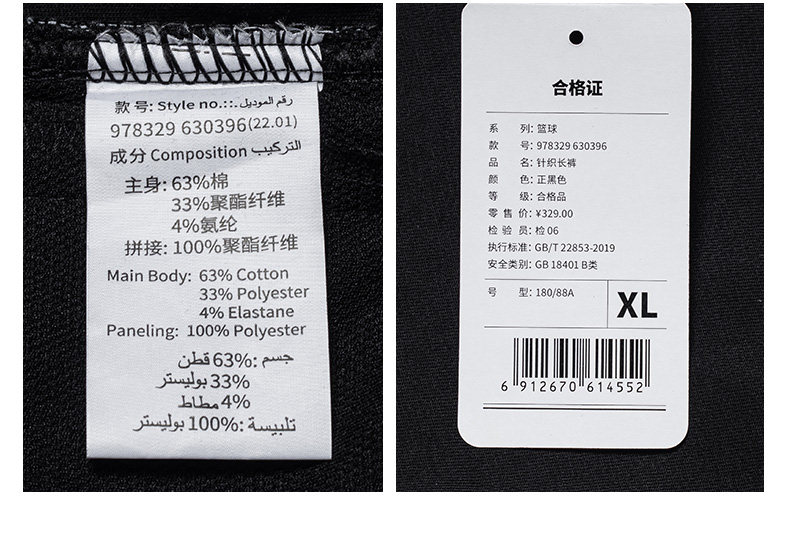 款 号: Style no.::. رقم الموديل
978329 630396(22.01)
成分 Composition التركيب
主身: 63%棉
33%聚酯纤维
4%氨纶
拼接: 100%聚酯纤维
Main Body: 63% Cotton
33% Polyester
4% Elastane
Paneling: 100% Polyester
جسم: 63% قطن
33% بوليستر
4% مطاط
تلبيسة: 100% بوليستر
合格证
系 列: 篮球
款 号: 978329 630396
品 名: 针织长裤
颜 色: 正黑色
等 级: 合格品
零 售 价: ¥329.00
检 验 员: 检 06
执行标准: GB/T 22853-2019
安全类别: GB 18401 B类
号 型: 180/88A
XL
6 912670 614552